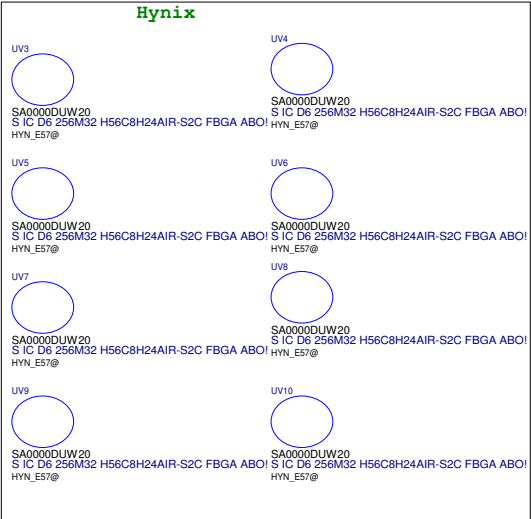 Hynix
UV3
SA0000DUW20
S IC D6 256M32 H56C8H24AIR-S2C FBGA ABO!
HYN_E57@
UV4
SA0000DUW20
S IC D6 256M32 H56C8H24AIR-S2C FBGA ABO!
HYN_E57@
UV5
SA0000DUW20
S IC D6 256M32 H56C8H24AIR-S2C FBGA ABO!
HYN_E57@
UV6
SA0000DUW20
S IC D6 256M32 H56C8H24AIR-S2C FBGA ABO!
HYN_E57@
UV7
SA0000DUW20
S IC D6 256M32 H56C8H24AIR-S2C FBGA ABO!
HYN_E57@
UV8
SA0000DUW20
S IC D6 256M32 H56C8H24AIR-S2C FBGA ABO!
HYN_E57@
UV9
SA0000DUW20
S IC D6 256M32 H56C8H24AIR-S2C FBGA ABO!
HYN_E57@
UV10
SA0000DUW20
S IC D6 256M32 H56C8H24AIR-S2C FBGA ABO!
HYN_E57@